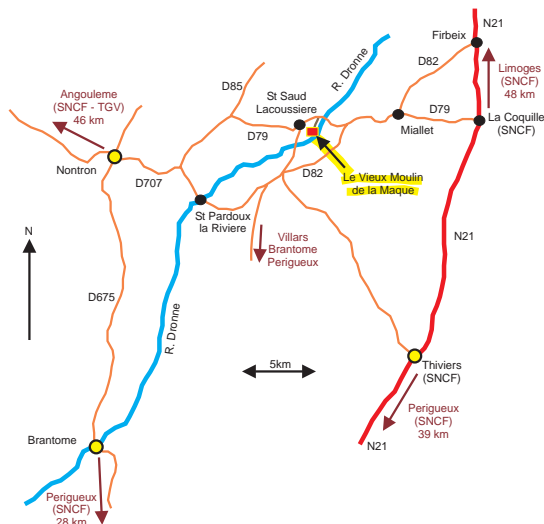 N21
Firbeix
R. Dronne
D82
Limoges
(SNCF)
48 km
Angouleme
(SNCF - TGV)
46 km
D85
St Saud
Lacoussiere
D79
D79
La Coquille
(SNCF)
Miallet
Nontron
D707
D82
Le Vieux Moulin
de la Maque
St Pardoux
la Riviere
N
Villars
Brantome
Perigueux
N21
D675
R. Dronne
5km
Thiviers
(SNCF)
Perigueux
(SNCF)
39 km
Brantome
N21
Perigueux
(SNCF)
28 km